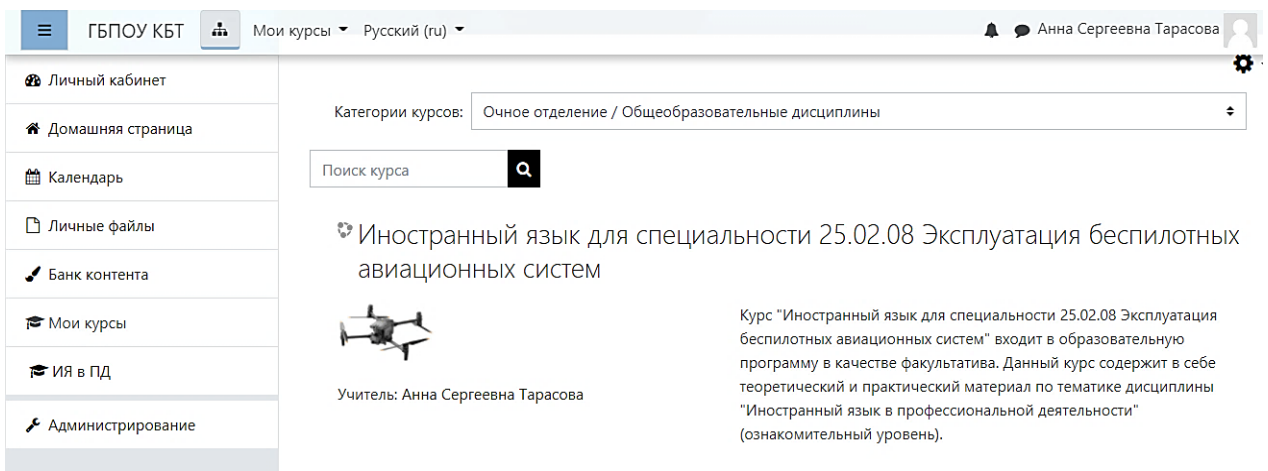 ГБПОУ КБТ Мои курсы Русский (ru) Анна Сергеевна Тарасова
Личный кабинет
Домашняя страница
Календарь
Личные файлы
Банк контента
Мои курсы
ИЯ в ПД
Администрирование
Категории курсов: Очное отделение / Общеобразовательные дисциплины
Поиск курса
Иностранный язык для специальности 25.02.08 Эксплуатация беспилотных
авиационных систем
Учитель: Анна Сергеевна Тарасова
Курс "Иностранный язык для специальности 25.02.08 Эксплуатация
беспилотных авиационных систем" входит в образовательную
программу в качестве факультатива. Данный курс содержит в себе
теоретический и практический материал по тематике дисциплины
"Иностранный язык в профессиональной деятельности"
(ознакомительный уровень).